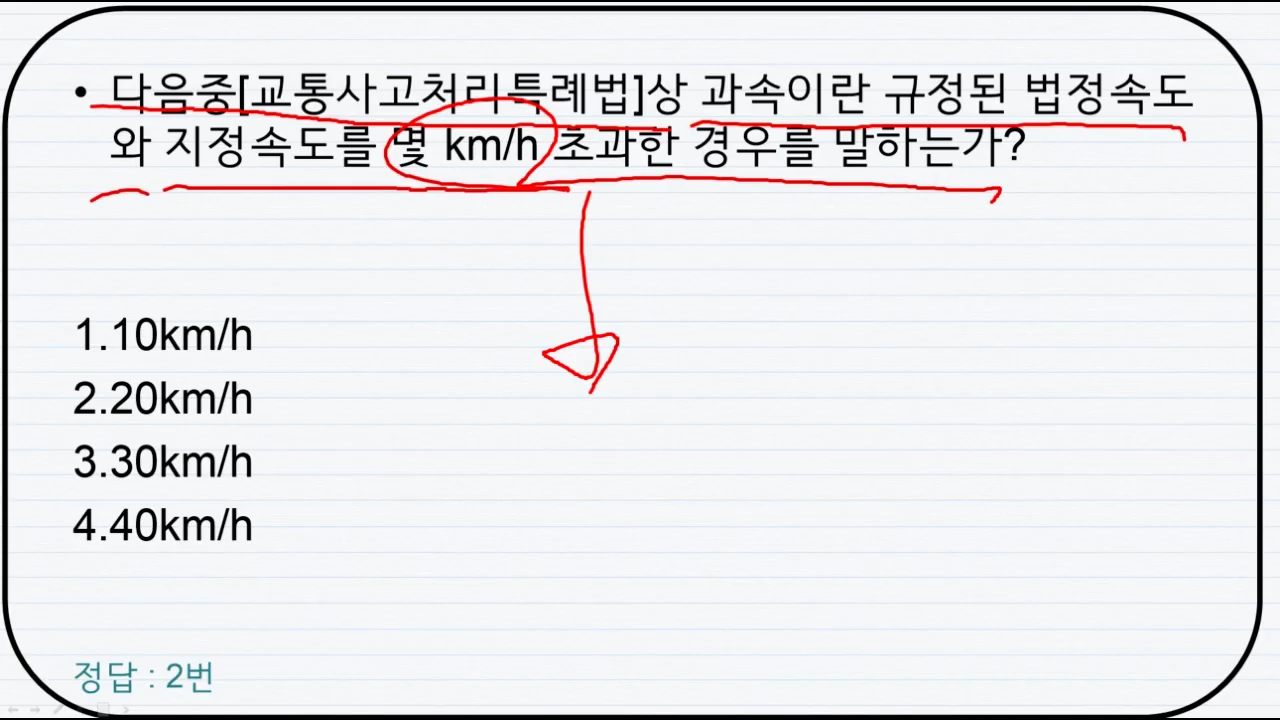 • 다음중[교통사고처리특례법]상 과속이란 규정된 법정속도
와 지정속도를 몇 km/h 초과한 경우를 말하는가?
1.10km/h
2.20km/h
3.30km/h
4.40km/h
정답 : 2번